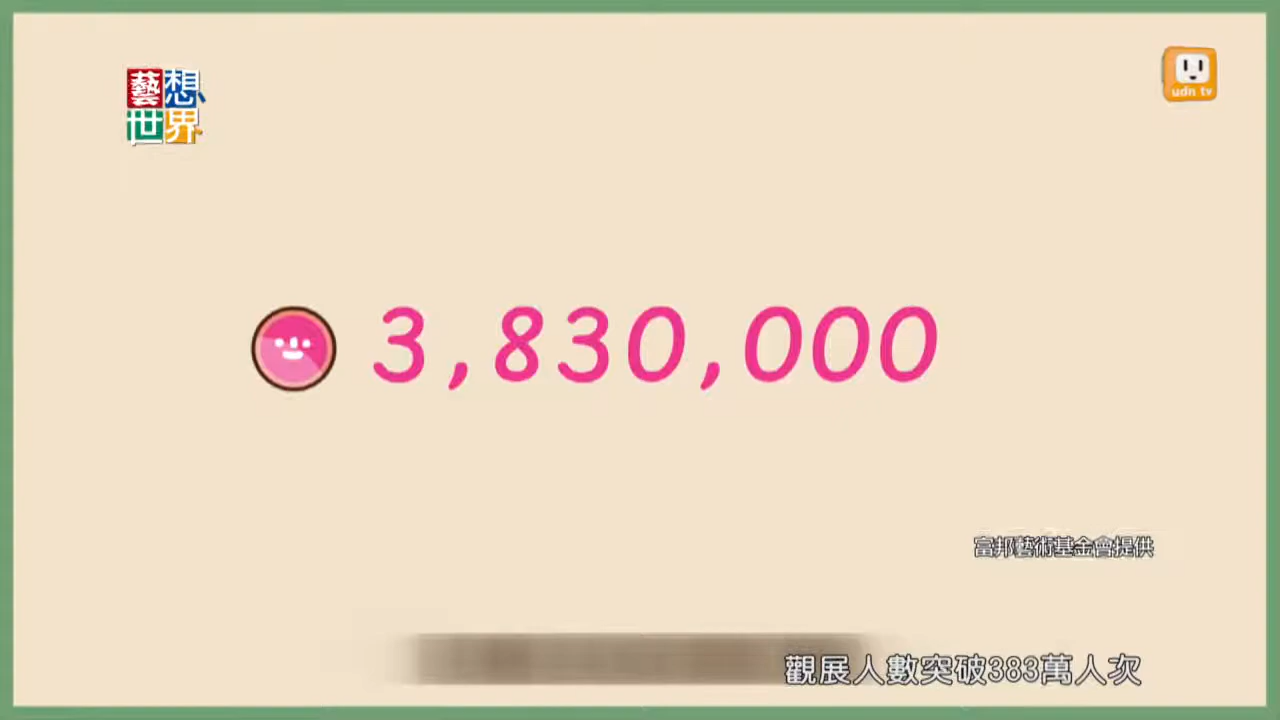 藝想
世界
udn tv
3,830,000
富邦藝術基金會提供
觀展人數突破383萬人次